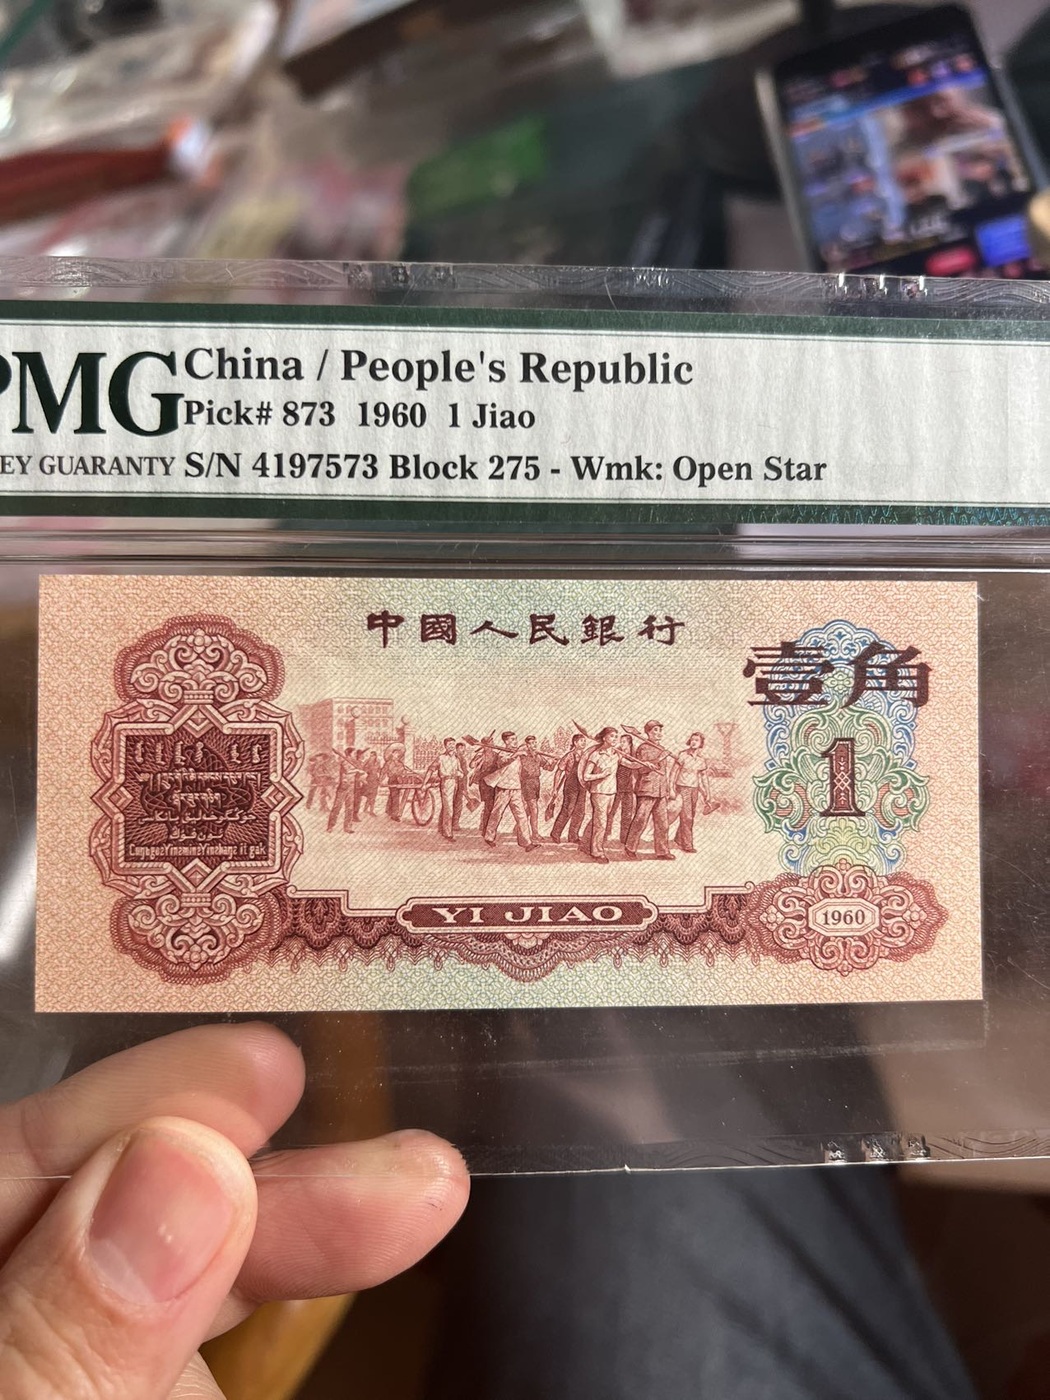 PMG
China / People's Republic
Pick# 873 1960 1 Jiao
EY GUARANTY S/N 4197573 Block 275 - Wmk: Open Star
中國人民銀行
壹角
1
YI JIAO
1960